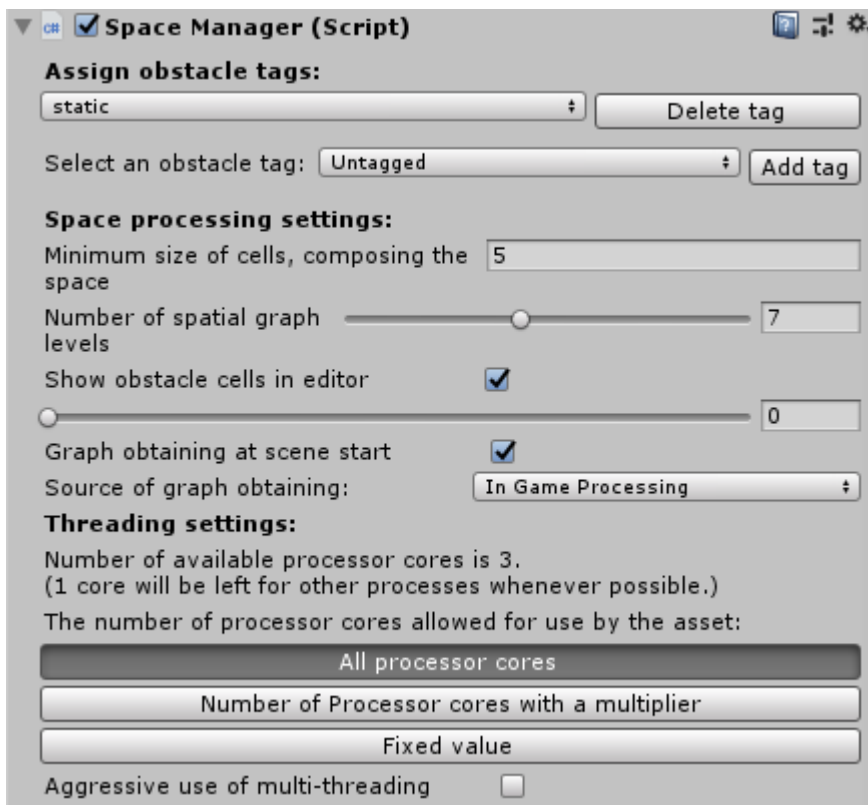 Space Manager (Script)
Assign obstacle tags:
static Delete tag
Select an obstacle tag: Untagged Add tag
Space processing settings:
Minimum size of cells, composing the 5
space
Number of spatial graph 7
levels
Show obstacle cells in editor
0
Graph obtaining at scene start
Source of graph obtaining: In Game Processing
Threading settings:
Number of available processor cores is 3.
(1 core will be left for other processes whenever possible.)
The number of processor cores allowed for use by the asset:
All processor cores
Number of Processor cores with a multiplier
Fixed value
Aggressive use of multi-threading